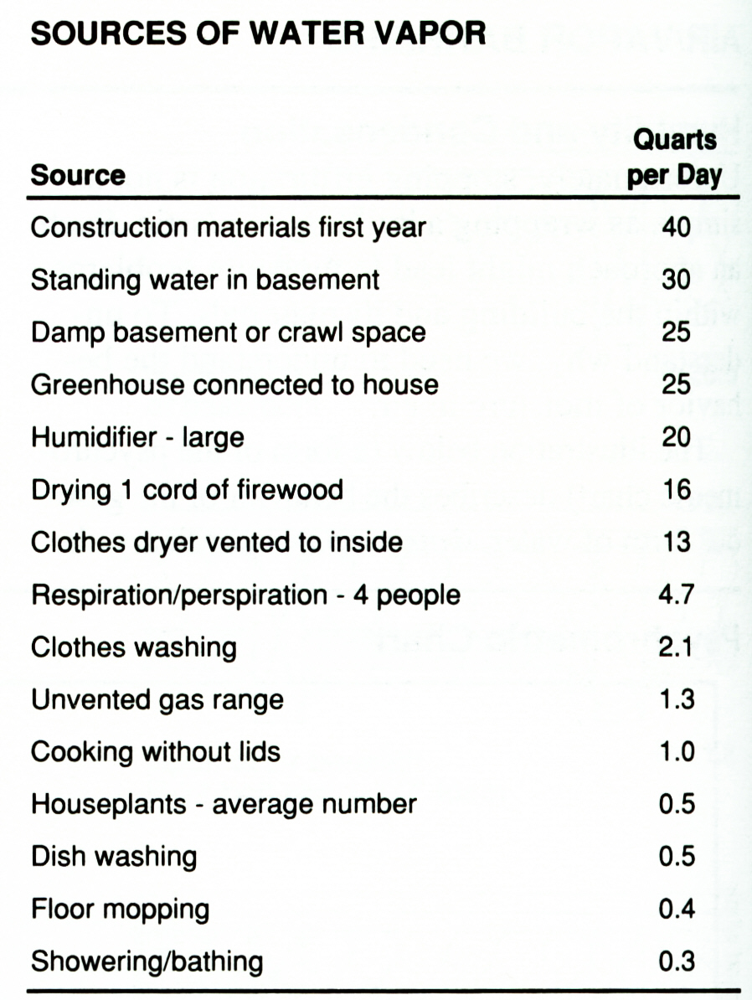 SOURCES OF WATER VAPOR
Quarts
Source per Day
Construction materials first year 40
Standing water in basement 30
Damp basement or crawl space 25
Greenhouse connected to house 25
Humidifier - large 20
Drying 1 cord of firewood 16
Clothes dryer vented to inside 13
Respiration/perspiration - 4 people 4.7
Clothes washing 2.1
Unvented gas range 1.3
Cooking without lids 1.0
Houseplants - average number 0.5
Dish washing 0.5
Floor mopping 0.4
Showering/bathing 0.3